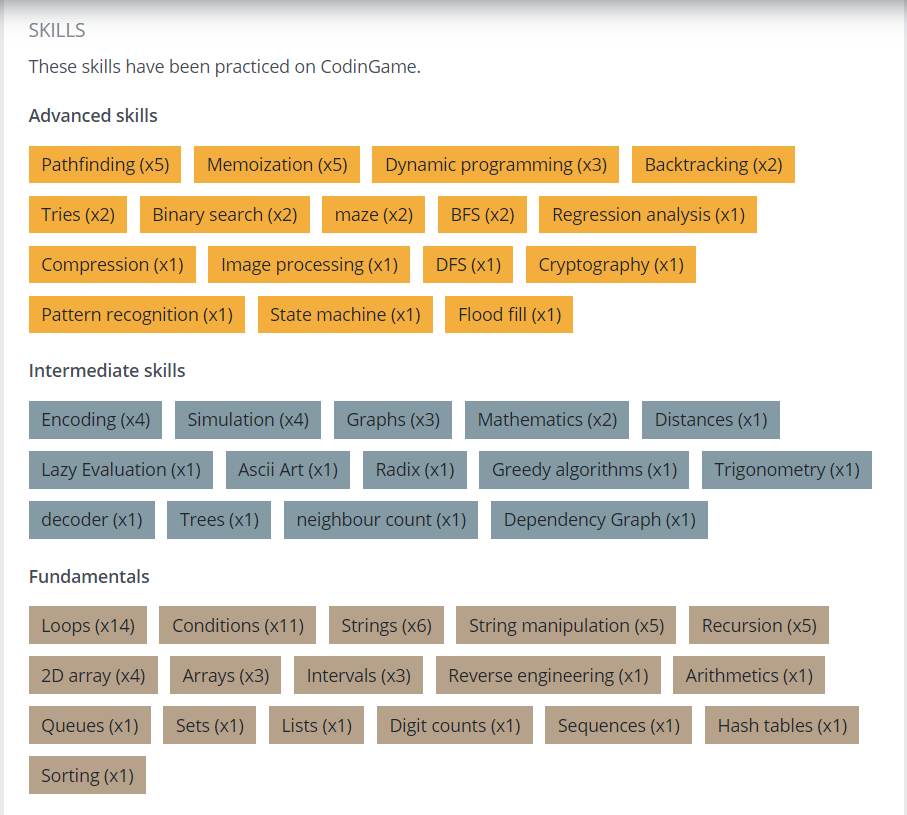 SKILLS
These skills have been practiced on CodinGame.
Advanced skills
Pathfinding (x5) Memoization (x5) Dynamic programming (x3) Backtracking (x2)
Tries (x2) Binary search (x2) maze (x2) BFS (x2) Regression analysis (x1)
Compression (x1) Image processing (x1) DFS (x1) Cryptography (x1)
Pattern recognition (x1) State machine (x1) Flood fill (x1)
Intermediate skills
Encoding (x4) Simulation (x4) Graphs (x3) Mathematics (x2) Distances (x1)
Lazy Evaluation (x1) Ascii Art (x1) Radix (x1) Greedy algorithms (x1) Trigonometry (x1)
decoder (x1) Trees (x1) neighbour count (x1) Dependency Graph (x1)
Fundamentals
Loops (x14) Conditions (x11) Strings (x6) String manipulation (x5) Recursion (x5)
2D array (x4) Arrays (x3) Intervals (x3) Reverse engineering (x1) Arithmetics (x1)
Queues (x1) Sets (x1) Lists (x1) Digit counts (x1) Sequences (x1) Hash tables (x1)
Sorting (x1)